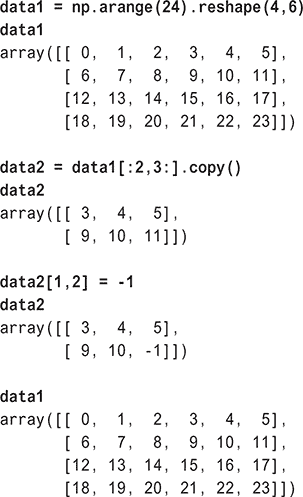 data1 = np.arange(24).reshape(4,6)
data1
array([[ 0, 1, 2, 3, 4, 5],
[ 6, 7, 8, 9, 10, 11],
[12, 13, 14, 15, 16, 17],
[18, 19, 20, 21, 22, 23]])
data2 = data1[:2,3:].copy()
data2
array([[ 3, 4, 5],
[ 9, 10, 11]])
data2[1,2] = -1
data2
array([[ 3, 4, 5],
[ 9, 10, -1]])
data1
array([[ 0, 1, 2, 3, 4, 5],
[ 6, 7, 8, 9, 10, 11],
[12, 13, 14, 15, 16, 17],
[18, 19, 20, 21, 22, 23]])